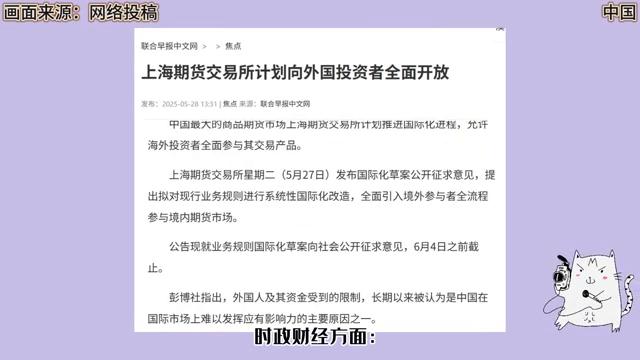 画面来源：网络投稿
中国
联合早报中文网 > > 焦点
上海期货交易所计划向外国投资者全面开放
发布：2025-05-28 13:31 | 焦点 来源：联合早报中文网
中国最大的商品期货市场上海期货交易所计划推进国际化进程，允许
海外投资者全面参与其交易产品。
上海期货交易所星期二（5月27日）发布国际化草案公开征求意见，提
出拟对现行业务规则进行系统性国际化改造，全面引入境外参与者全流程
参与境内期货市场。
公告现就业务规则国际化草案向社会公开征求意见，6月4日之前截
止。
彭博社指出，外国人及其资金受到的限制，长期以来被认为是中国在
国际市场上难以发挥应有影响力的主要原因之一。
时政财经方面：